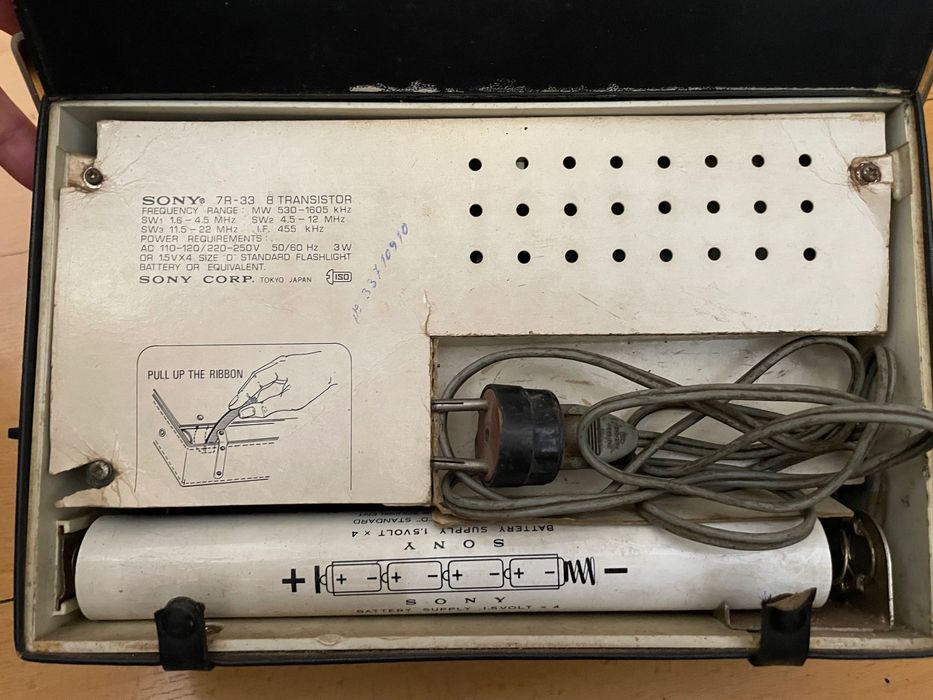 SONY® 7R-33 8 TRANSISTOR
FREQUENCY RANGE: MW 530-1605 kHz
SW1 1.6-4.5 MHz SW2 4.5-12 MHz
SW3 11.5-22 MHz I.F. 455 kHz
POWER REQUIREMENTS:
AC 110-120/220-250V 50/60 Hz 3W
OR 1.5V×4 SIZE "D" STANDARD FLASHLIGHT
BATTERY OR EQUIVALENT.
SONY CORP. TOKYO JAPAN ISO
PULL UP THE RIBBON
"D" STANDARD
BATTERY SUPPLY 1.5VOLT × 4
SONY
+ + - + - + - + - -
SONY
BATTERY SUPPLY 1.5VOLT × 4